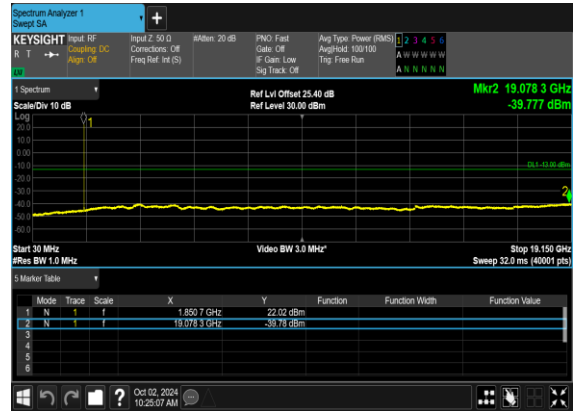 Spectrum Analyzer 1
Swept SA
+
KEYSIGHT
R T
LW
Input: RF
Coupling: DC
Align: Off
Input Z: 50 Ω
Corrections: Off
Freq Ref: Int (S)
#Atten: 20 dB
PNO: Fast
Gate: Off
IF Gain: Low
Sig Track: Off
Avg Type: Power (RMS)
Avg|Hold: 100/100
Trig: Free Run
1 2 3 4 5 6
A W W W W W
A N N N N N
1 Spectrum
Scale/Div 10 dB
Ref Lvl Offset 25.40 dB
Ref Level 30.00 dBm
Mkr2 19.078 3 GHz
-39.777 dBm
Log
20.0
10.0
0.00
-10.0
-20.0
-30.0
-40.0
-50.0
-60.0
1
DL1 -13.00 dBm
2
Start 30 MHz
#Res BW 1.0 MHz
Video BW 3.0 MHz*
Stop 19.150 GHz
Sweep 32.0 ms (40001 pts)
5 Marker Table
Mode Trace Scale X Y Function Function Width Function Value
1 N 1 f 1.850 7 GHz 22.02 dBm
2 N 1 f 19.078 3 GHz -39.78 dBm
3
4
5
6
?
Oct 02, 2024
10:25:07 AM